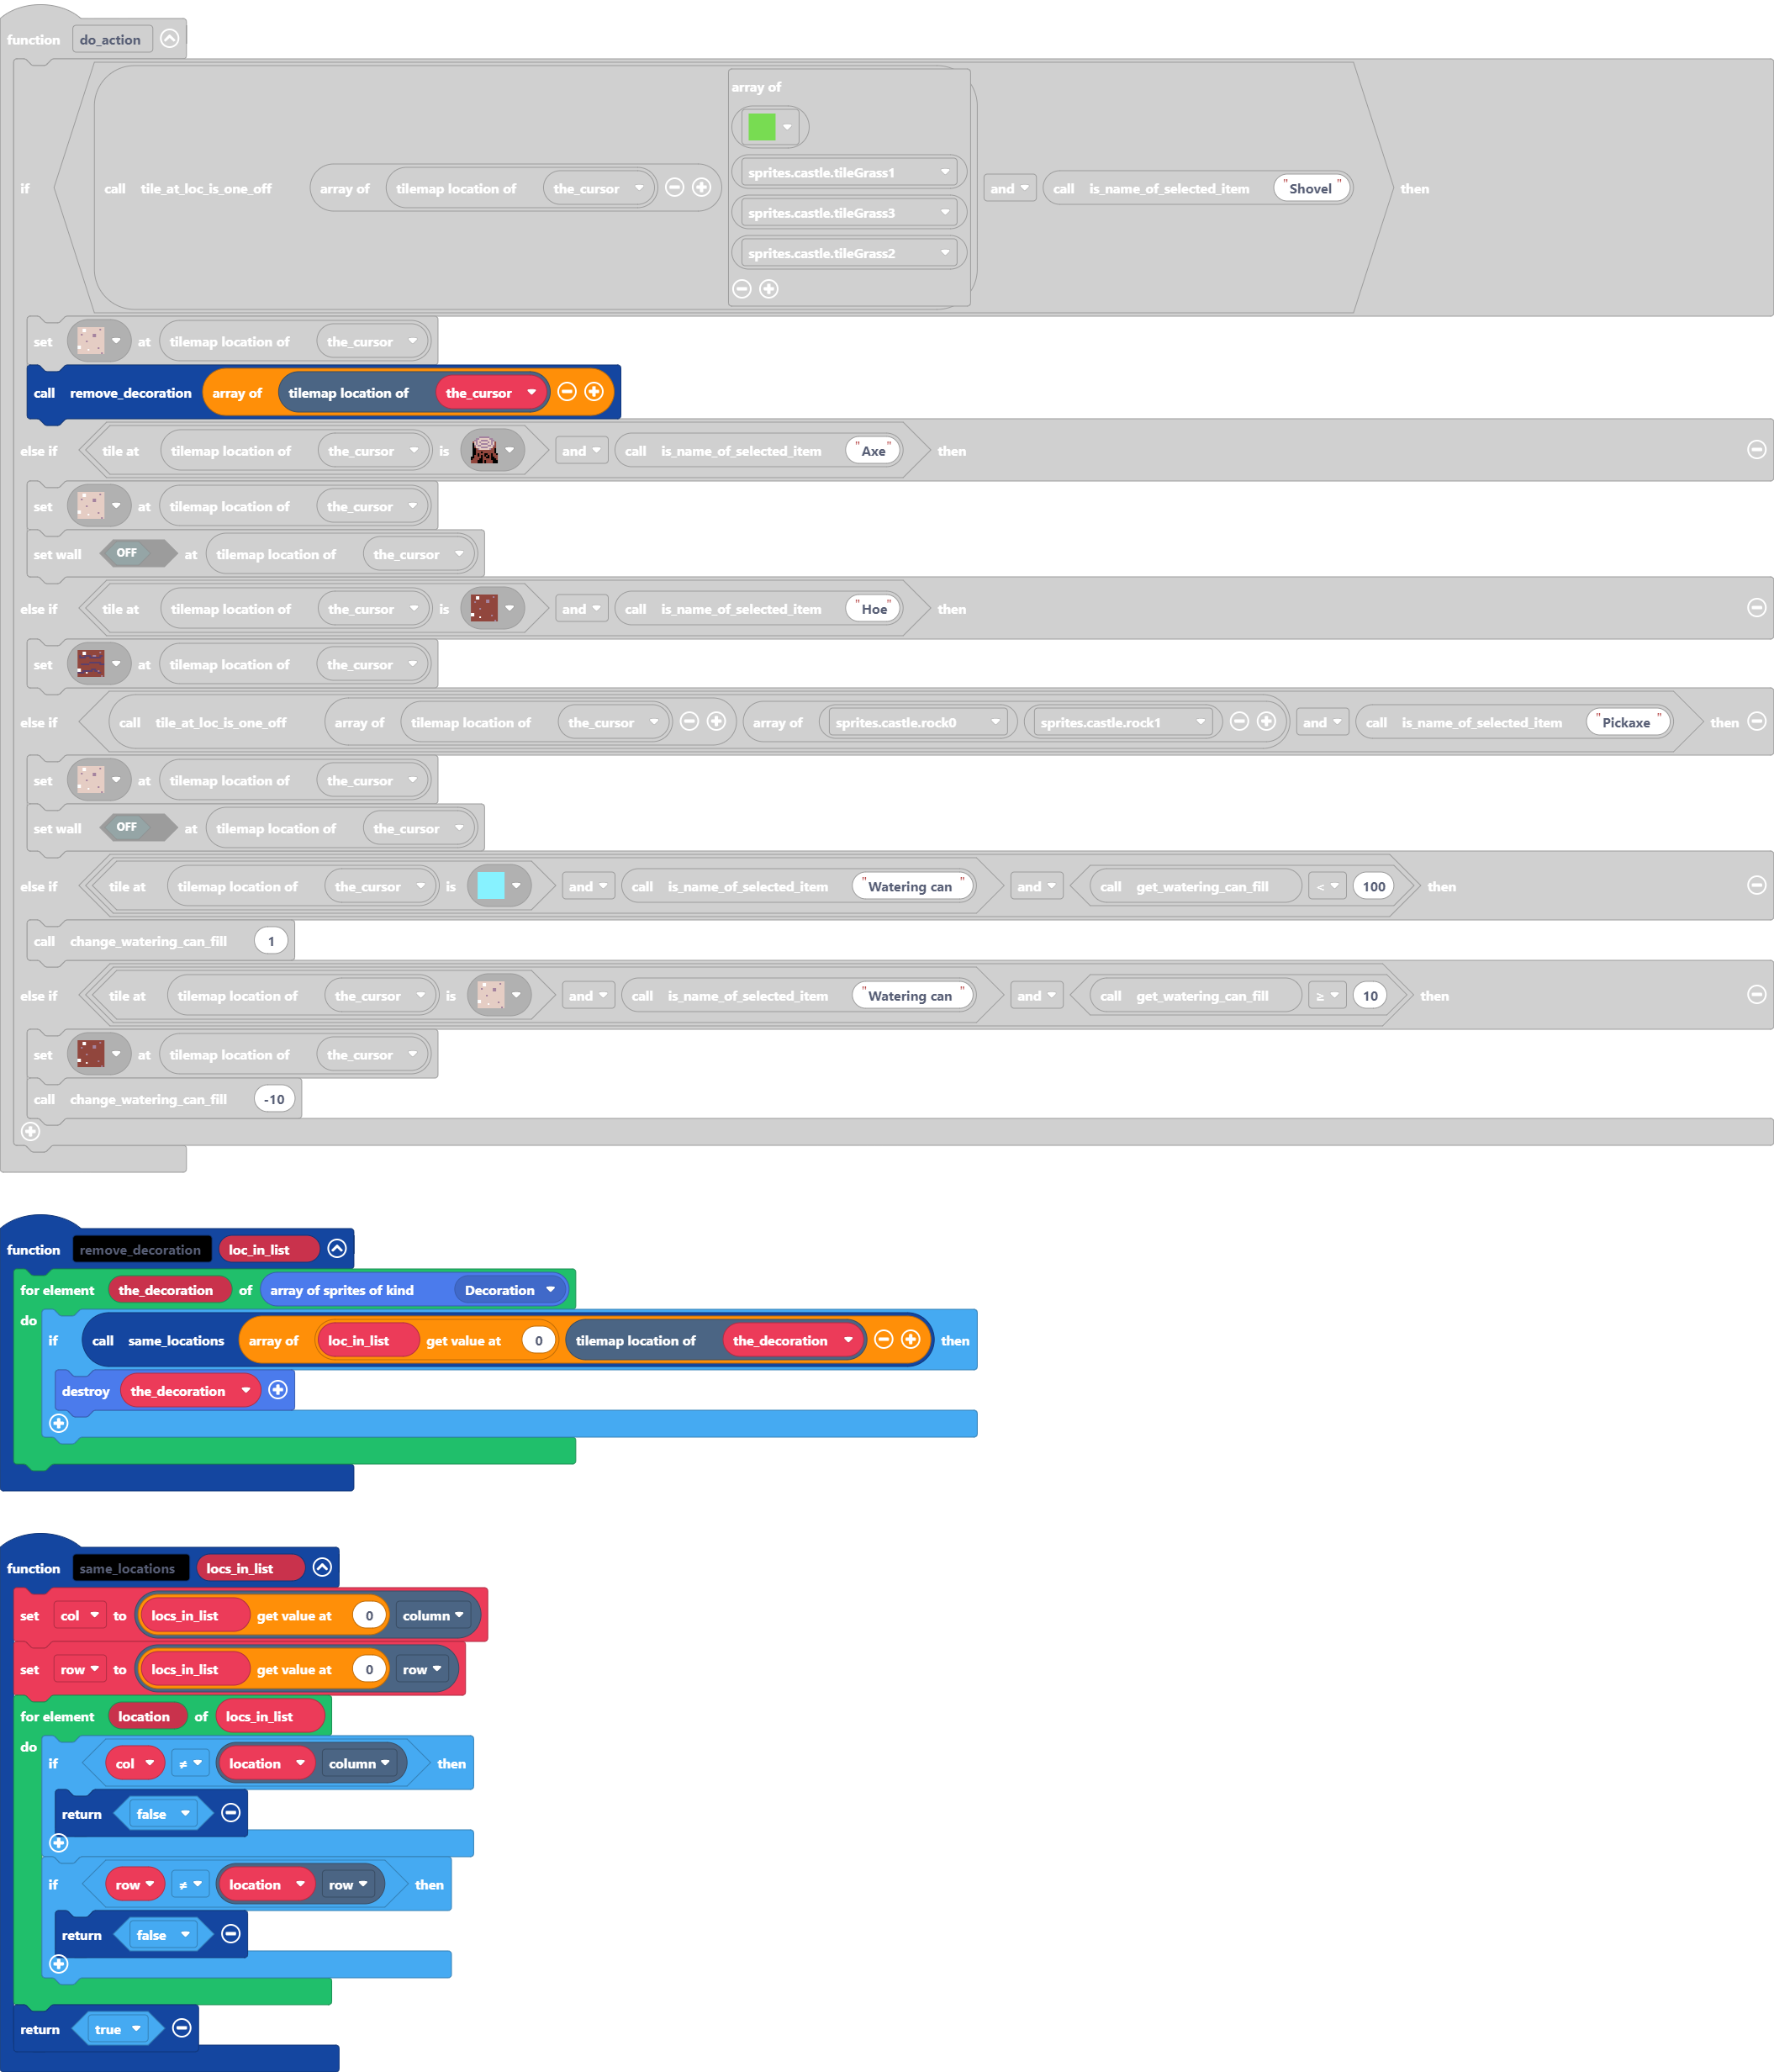 function do_action
array of
sprites.castle.tileGrass1
if call tile_at_loc_is_one_off array of tilemap location of the_cursor and call is_name_of_selected_item "Shovel" then
sprites.castle.tileGrass3
sprites.castle.tileGrass2
set at tilemap location of the_cursor
call remove_decoration array of tilemap location of the_cursor
else if tile at tilemap location of the_cursor is and call is_name_of_selected_item "Axe" then
set at tilemap location of the_cursor
set wall OFF at tilemap location of the_cursor
else if tile at tilemap location of the_cursor is and call is_name_of_selected_item "Hoe" then
set at tilemap location of the_cursor
else if call tile_at_loc_is_one_off array of tilemap location of the_cursor array of sprites.castle.rock0 sprites.castle.rock1 and call is_name_of_selected_item "Pickaxe" then
set at tilemap location of the_cursor
set wall OFF at tilemap location of the_cursor
else if tile at tilemap location of the_cursor is and call is_name_of_selected_item "Watering can" and call get_watering_can_fill < 100 then
call change_watering_can_fill 1
else if tile at tilemap location of the_cursor is and call is_name_of_selected_item "Watering can" and call get_watering_can_fill ≥ 10 then
set at tilemap location of the_cursor
call change_watering_can_fill -10
function remove_decoration loc_in_list
for element the_decoration of array of sprites of kind Decoration
do
if call same_locations array of loc_in_list get value at 0 tilemap location of the_decoration then
destroy the_decoration
function same_locations locs_in_list
set col to locs_in_list get value at 0 column
set row to locs_in_list get value at 0 row
for element location of locs_in_list
do
if col ≠ location column then
return false
if row ≠ location row then
return false
return true